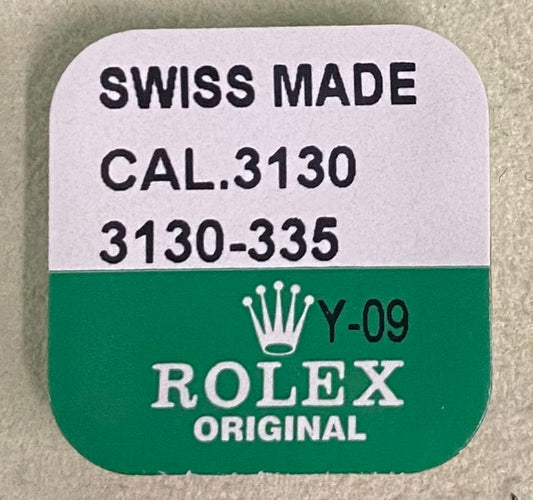 SWISS MADE
CAL.3130
3130-335
Y-09
ROLEX
ORIGINAL